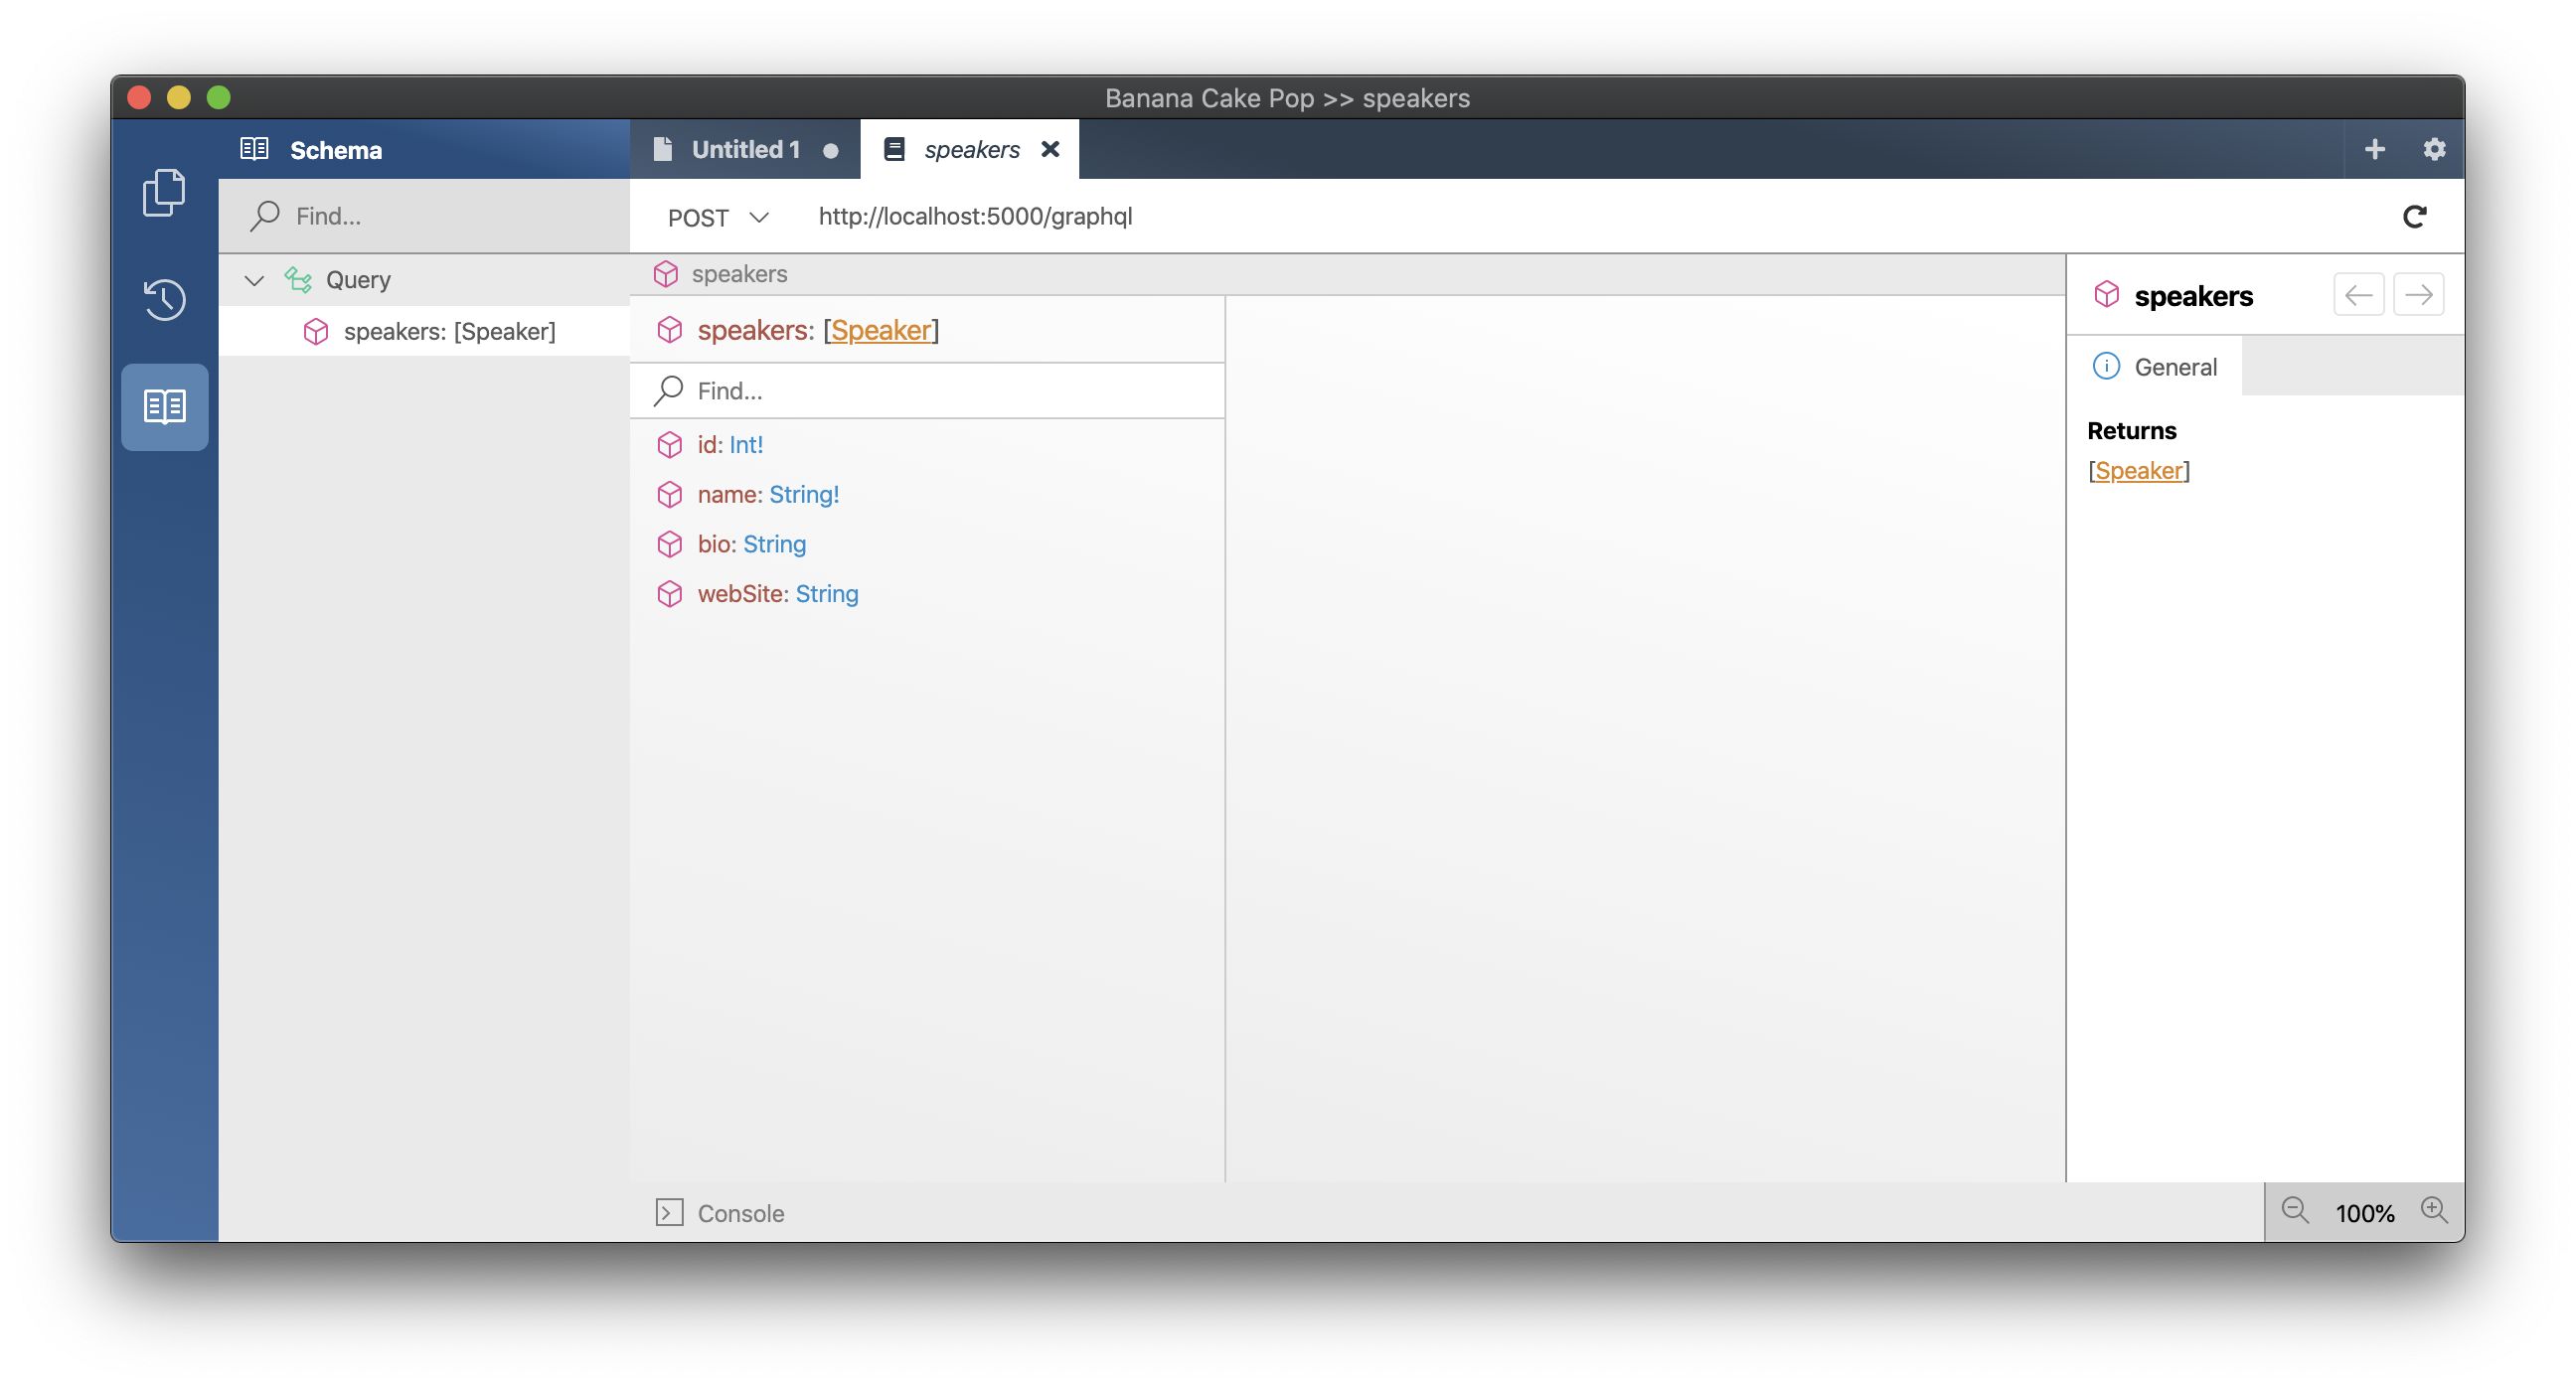 Banana Cake Pop >> speakers
Schema
Untitled 1
speakers
Find...
POST
http://localhost:5000/graphql
Query
speakers: [Speaker]
speakers
speakers: [Speaker]
Find...
id: Int!
name: String!
bio: String
webSite: String
speakers
General
Returns
[Speaker]
Console
100%